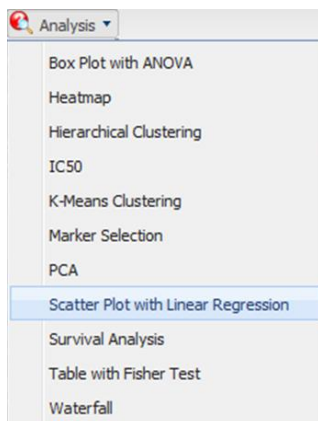 Analysis
Box Plot with ANOVA
Heatmap
Hierarchical Clustering
IC50
K-Means Clustering
Marker Selection
PCA
Scatter Plot with Linear Regression
Survival Analysis
Table with Fisher Test
Waterfall